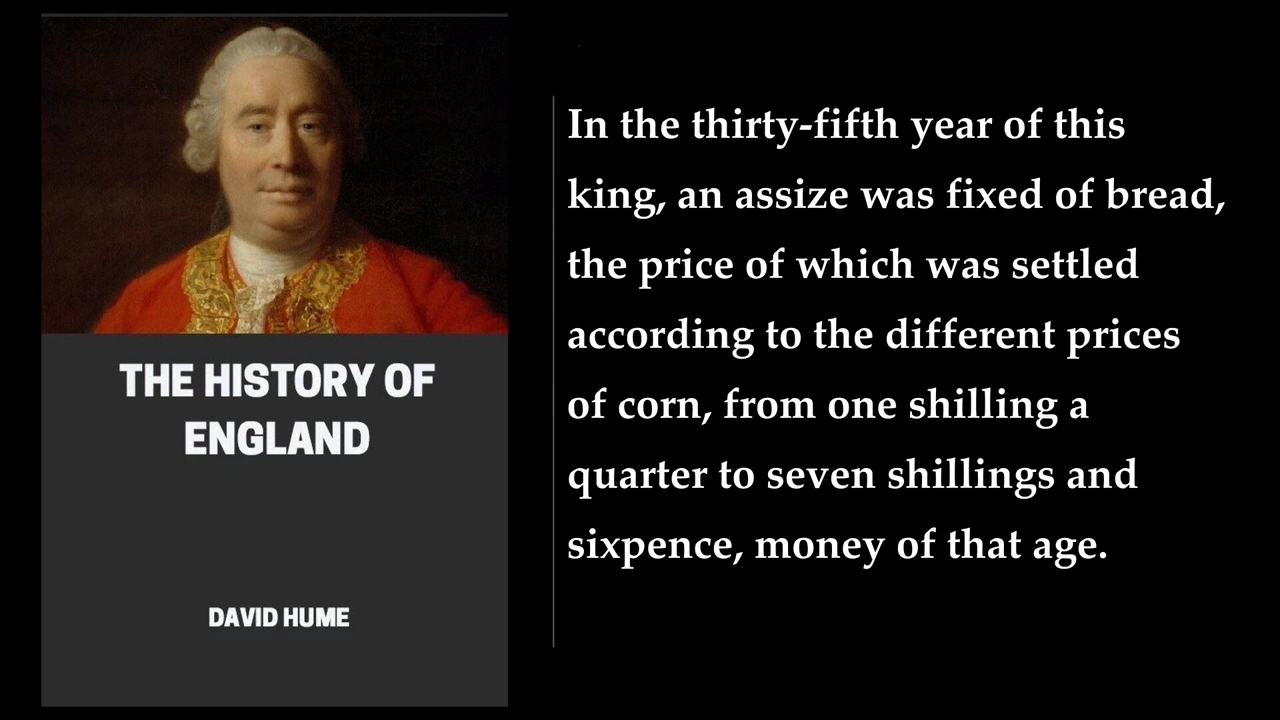 THE HISTORY OF
ENGLAND
DAVID HUME
In the thirty-fifth year of this
king, an assize was fixed of bread,
the price of which was settled
according to the different prices
of corn, from one shilling a
quarter to seven shillings and
sixpence, money of that age.